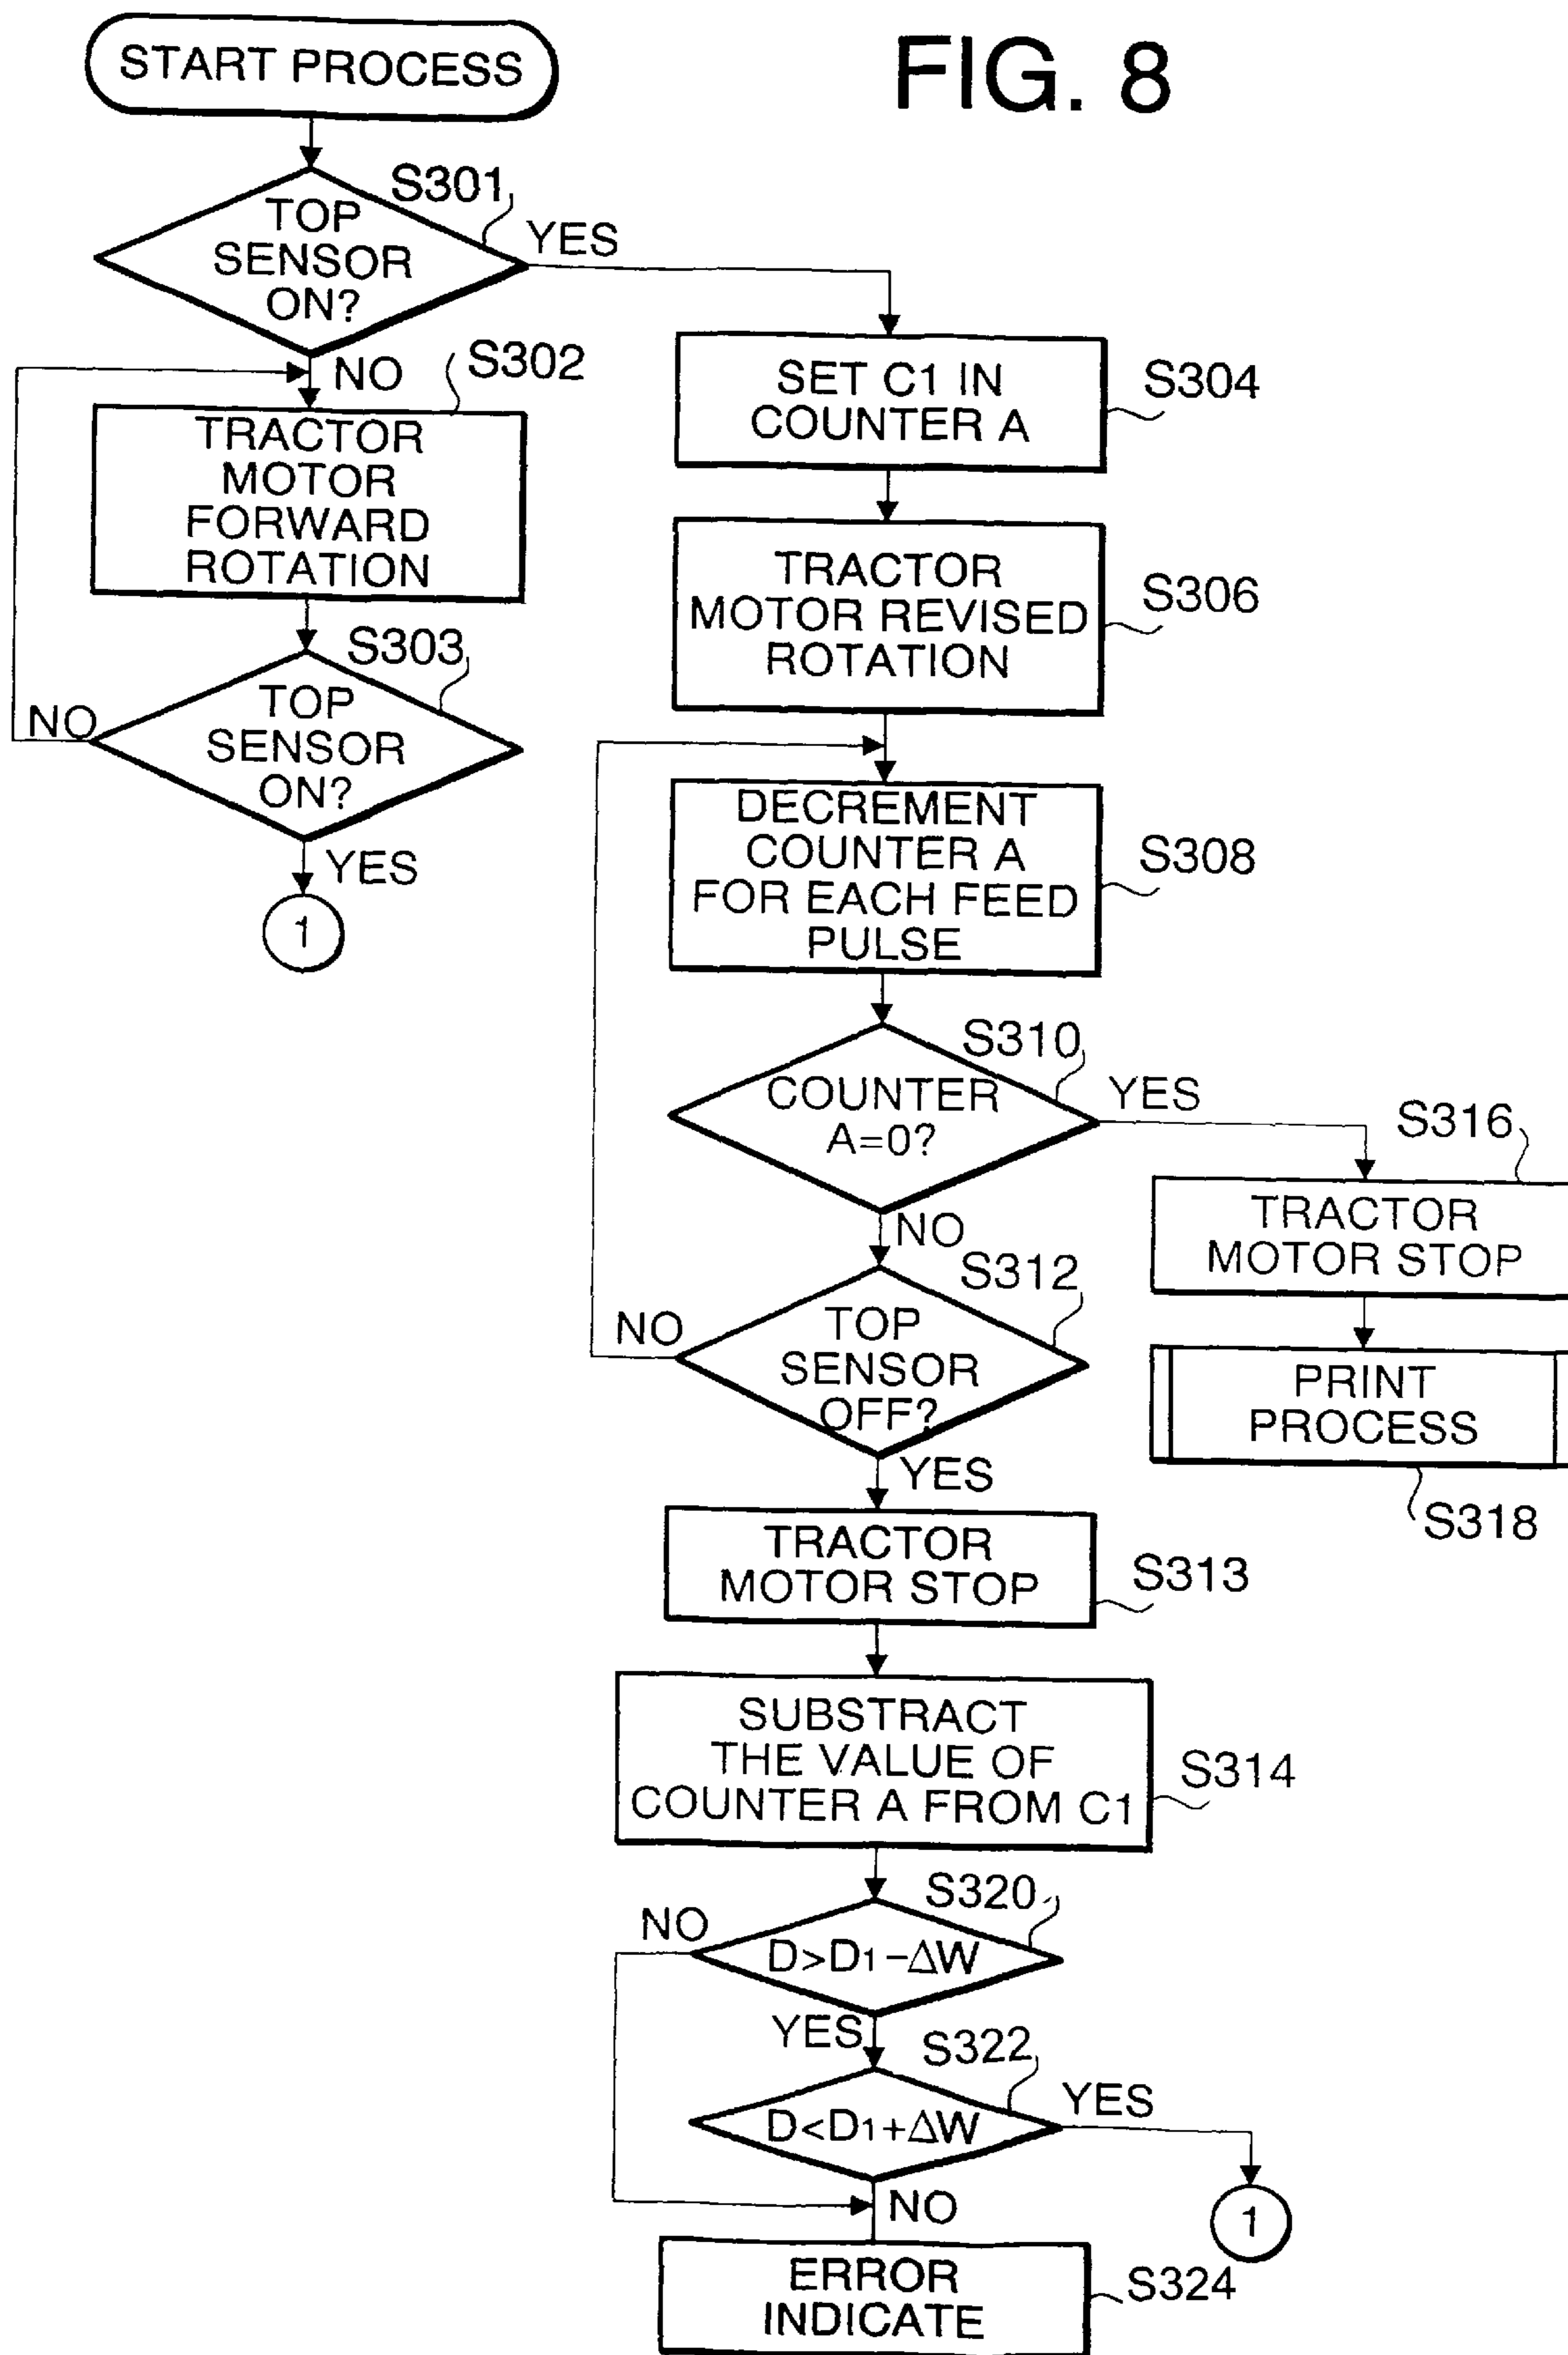 FIG. 8
START PROCESS
S301
TOP
SENSOR
ON?
YES
NO
S302
TRACTOR
MOTOR
FORWARD
ROTATION
S303
TOP
SENSOR
ON?
NO
YES
1
SET C1 IN
COUNTER A
S304
TRACTOR
MOTOR REVISED
ROTATION
S306
DECREMENT
COUNTER A
FOR EACH FEED
PULSE
S308
S310
COUNTER
A=0?
YES
NO
S316
TRACTOR
MOTOR STOP
PRINT
PROCESS
S318
S312
TOP
SENSOR
OFF?
NO
YES
TRACTOR
MOTOR STOP
S313
SUBSTRACT
THE VALUE OF
COUNTER A FROM C1
S314
S320
D>D1-ΔW
NO
YES
S322
D<D1+ΔW
YES
1
NO
ERROR
INDICATE
S324